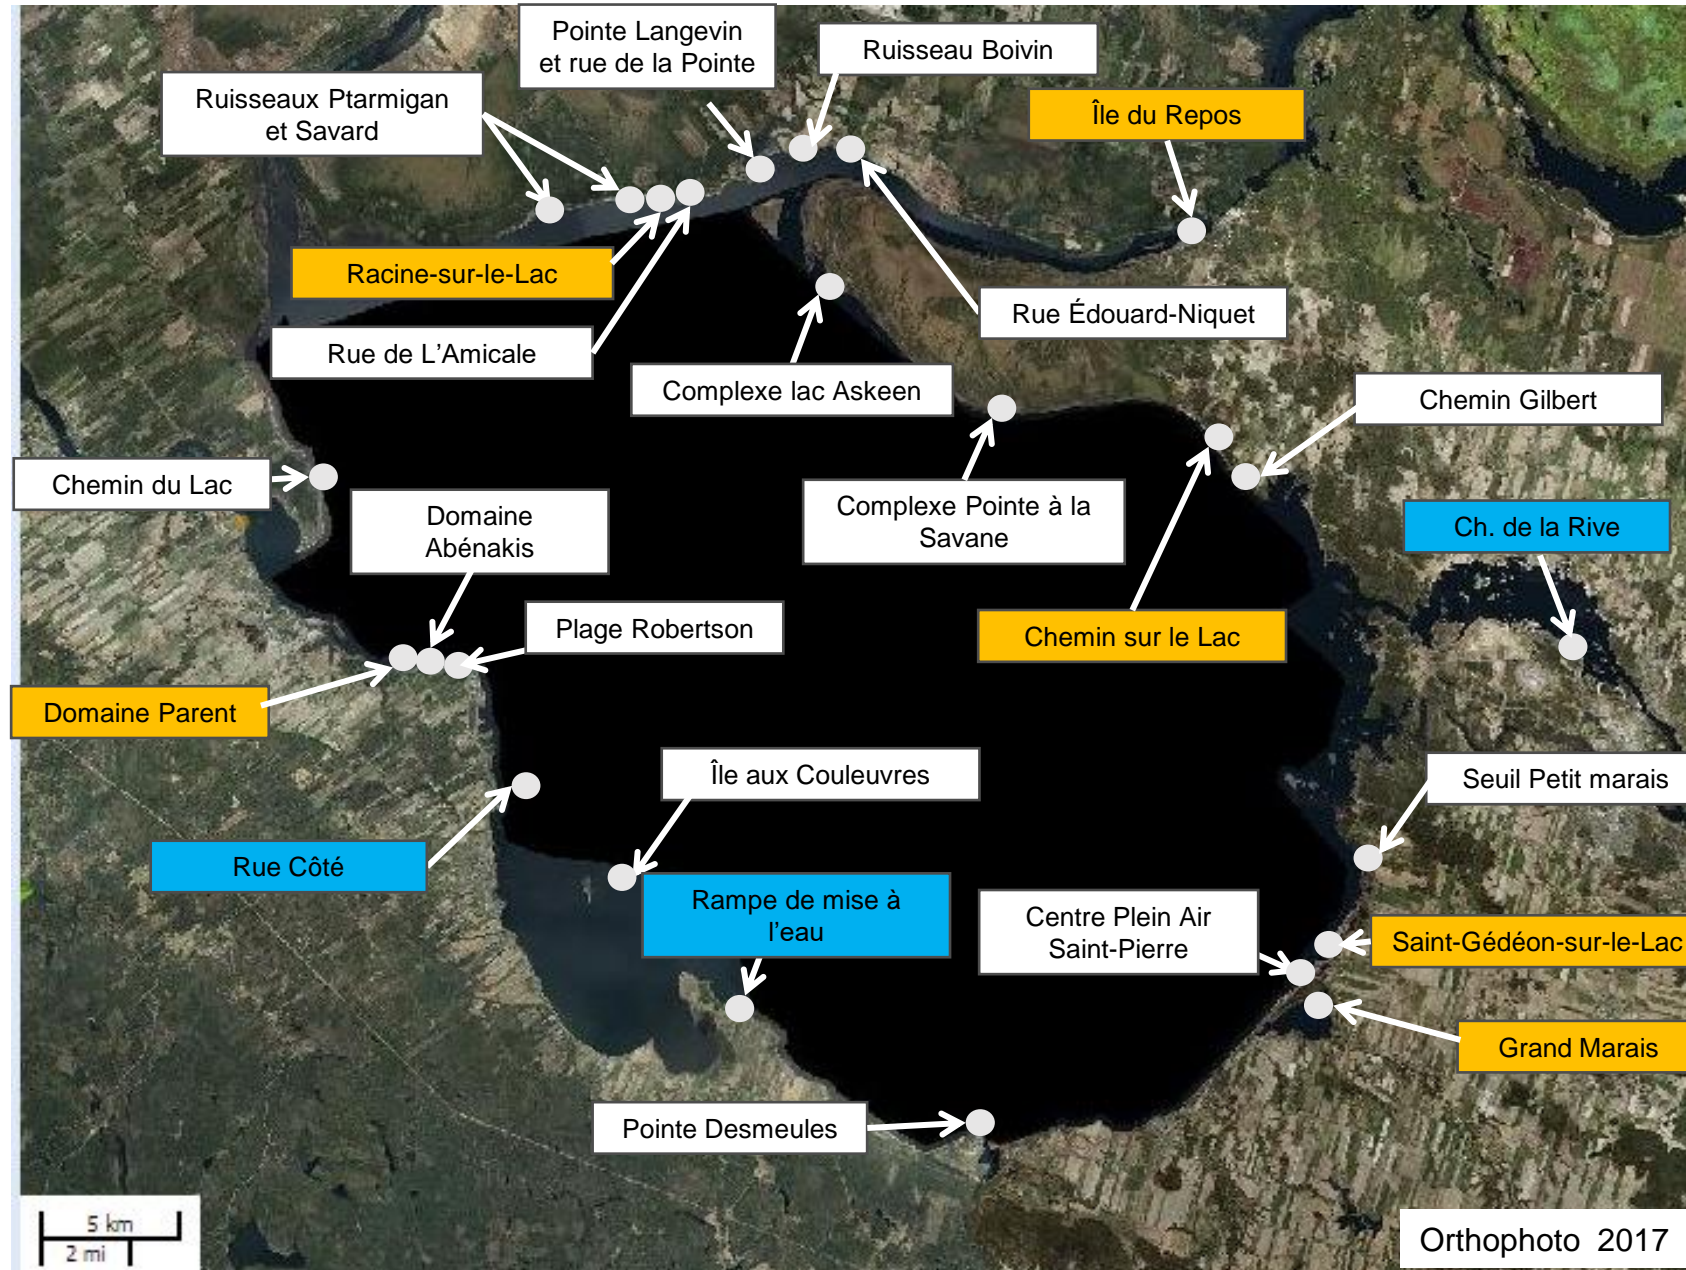 Pointe Langevin
et rue de la Pointe
Ruisseau Boivin
Ruisseaux Ptarmigan
et Savard
Île du Repos
Racine-sur-le-Lac
Rue Édouard-Niquet
Rue de L’Amicale
Complexe lac Askeen
Chemin Gilbert
Chemin du Lac
Domaine
Abénakis
Complexe Pointe à la
Savane
Ch. de la Rive
Plage Robertson
Chemin sur le Lac
Domaine Parent
Île aux Couleuvres
Seuil Petit marais
Rue Côté
Rampe de mise à
l’eau
Centre Plein Air
Saint-Pierre
Saint-Gédéon-sur-le-Lac
Grand Marais
Pointe Desmeules
5 km
2 mi
Orthophoto 2017